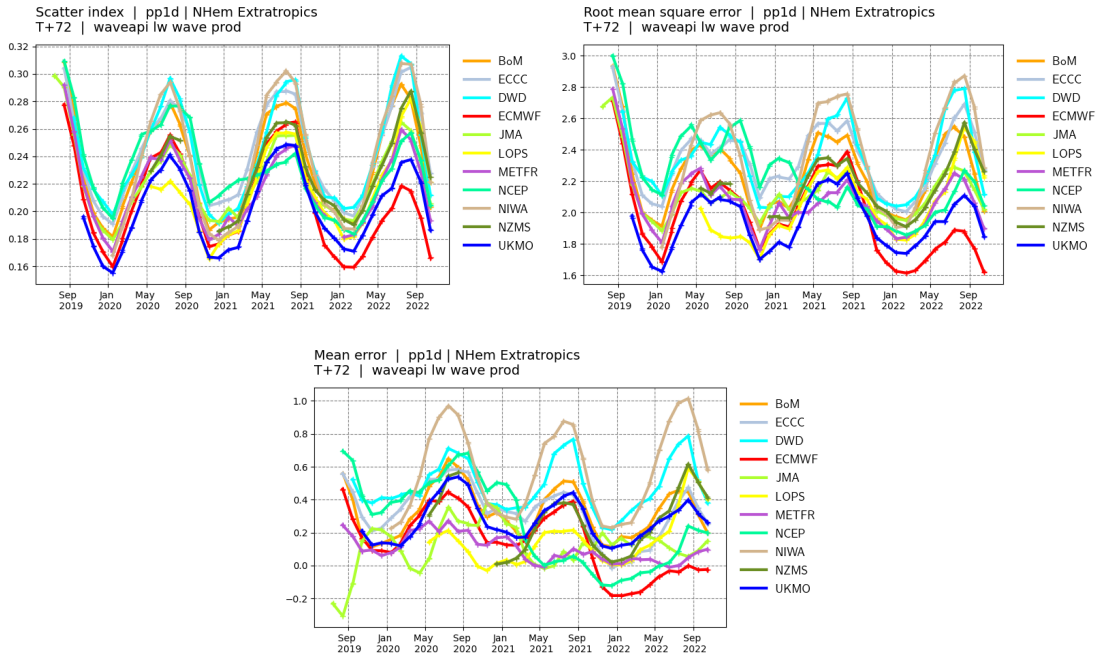 Scatter index | pp1d | NHem Extratropics
T+72 | waveapi lw wave prod
0.32
0.30
0.28
0.26
0.24
0.22
0.20
0.18
0.16
Sep
2019
Jan
2020
May
2020
Sep
2020
Jan
2021
May
2021
Sep
2021
Jan
2022
May
2022
Sep
2022
BoM
ECCC
DWD
ECMWF
JMA
LOPS
METFR
NCEP
NIWA
NZMS
UKMO
Root mean square error | pp1d | NHem Extratropics
T+72 | waveapi lw wave prod
3.0
2.8
2.6
2.4
2.2
2.0
1.8
1.6
Sep
2019
Jan
2020
May
2020
Sep
2020
Jan
2021
May
2021
Sep
2021
Jan
2022
May
2022
Sep
2022
BoM
ECCC
DWD
ECMWF
JMA
LOPS
METFR
NCEP
NIWA
NZMS
UKMO
Mean error | pp1d | NHem Extratropics
T+72 | waveapi lw wave prod
1.0
0.8
0.6
0.4
0.2
0.0
−0.2
Sep
2019
Jan
2020
May
2020
Sep
2020
Jan
2021
May
2021
Sep
2021
Jan
2022
May
2022
Sep
2022
BoM
ECCC
DWD
ECMWF
JMA
LOPS
METFR
NCEP
NIWA
NZMS
UKMO